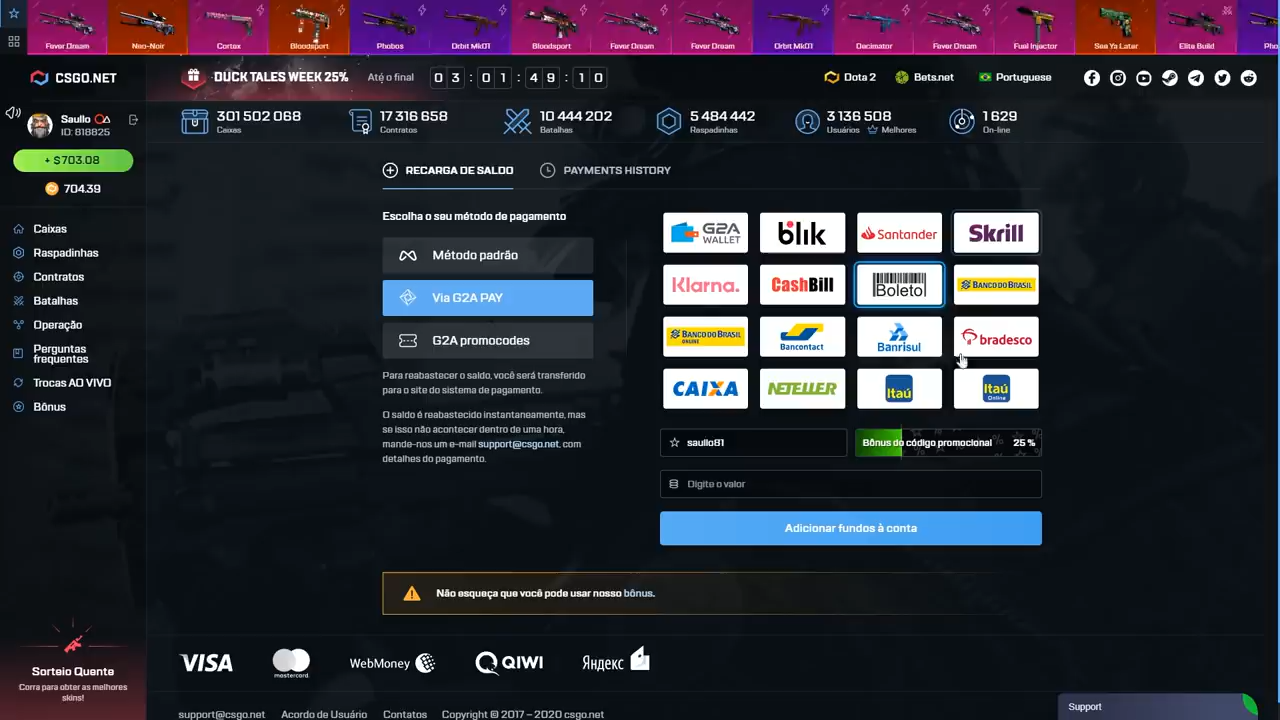 Fever Dream
Neo-Noir
Cortex
Bloodsport
Phobos
Orbit Mk01
Bloodsport
Fever Dream
Fever Dream
Orbit Mk01
Decimator
Fever Dream
Fuel Injector
See Ya Later
Elite Build
Pho
CSGO.NET
DUCK TALES WEEK 25%
Até o final
03:01:49:10
Dota 2
Bets.net
Portuguese
Saullo
ID: 818825
301 502 068
Caixas
17 316 658
Contratos
10 444 202
Batalhas
5 484 442
Raspadinhas
3 136 508
Usuários
Melhores
1 629
On-line
+ $703.08
704.39
Caixas
Raspadinhas
Contratos
Batalhas
Operação
Perguntas
frequentes
Trocas AO VIVO
Bônus
RECARGA DE SALDO
PAYMENTS HISTORY
Escolha o seu método de pagamento
Método padrão
Via G2A PAY
G2A promocodes
Para reabastecer o saldo, você será transferido
para o site do sistema de pagamento.
O saldo é reabastecido instantaneamente, mas
se isso não acontecer dentro de uma hora,
mande-nos um e-mail support@csgo.net, com
detalhes do pagamento.
G2A
WALLET
blik
Santander
Skrill
Klarna.
CashBill
Boleto
BANCO DO BRASIL
BANCO DO BRASIL
ONLINE
Bancontact
Banrisul
bradesco
CAIXA
NETELLER
Itaú
Itaú
Online
saullo81
Bônus do código promocional
25 %
Digite o valor
Adicionar fundos à conta
Não esqueça que você pode usar nosso bônus.
VISA
mastercard
WebMoney
QIWI
Яндекс
Sorteio Quente
Corra para obter as melhores
skins!
support@csgo.net
Acordo de Usuário
Contatos
Copyright © 2017 – 2020 csgo.net
Support